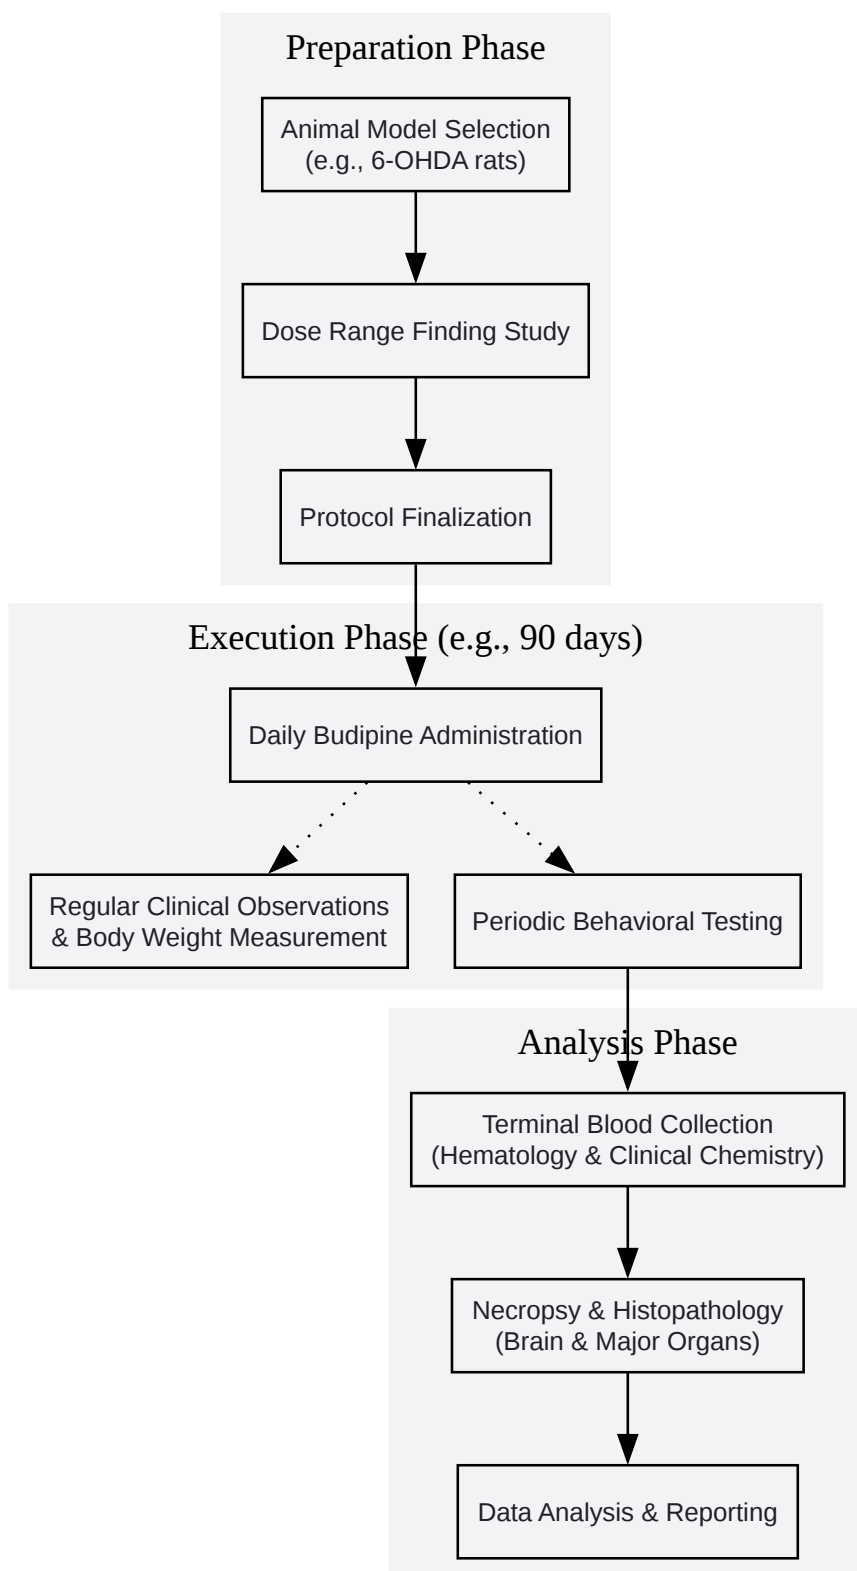 Preparation Phase
Animal Model Selection
(e.g., 6-OHDA rats)
Dose Range Finding Study
Protocol Finalization
Execution Phase (e.g., 90 days)
Daily Budipine Administration
Regular Clinical Observations
& Body Weight Measurement
Periodic Behavioral Testing
Analysis Phase
Terminal Blood Collection
(Hematology & Clinical Chemistry)
Necropsy & Histopathology
(Brain & Major Organs)
Data Analysis & Reporting